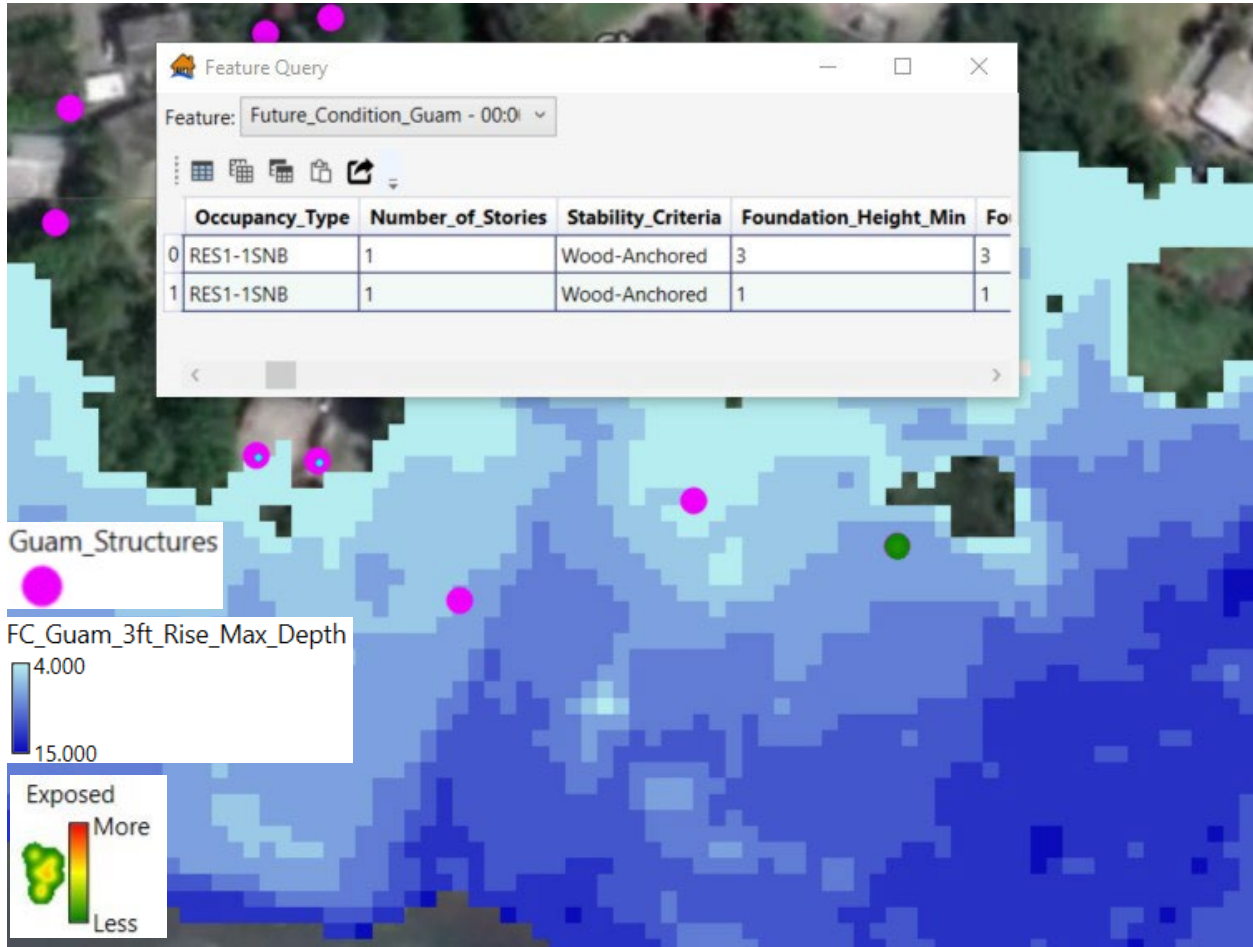 Feature Query
Feature: Future_Condition_Guam - 00:0
Occupancy_Type Number_of_Stories Stability_Criteria Foundation_Height_Min Fo
0 RES1-1SNB 1 Wood-Anchored 3 3
1 RES1-1SNB 1 Wood-Anchored 1 1
Guam_Structures
FC_Guam_3ft_Rise_Max_Depth
4.000
15.000
Exposed
More
Less